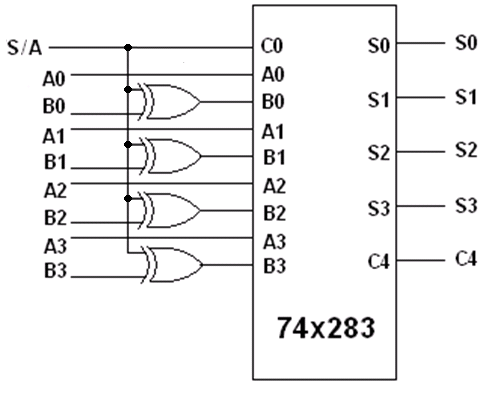 S/A C0 S0 S0
A0 A0
B0 B0 S1 S1
A1 A1
B1 B1 S2 S2
A2 A2
B2 B2 S3 S3
A3 A3
B3 B3 C4 C4
74x283